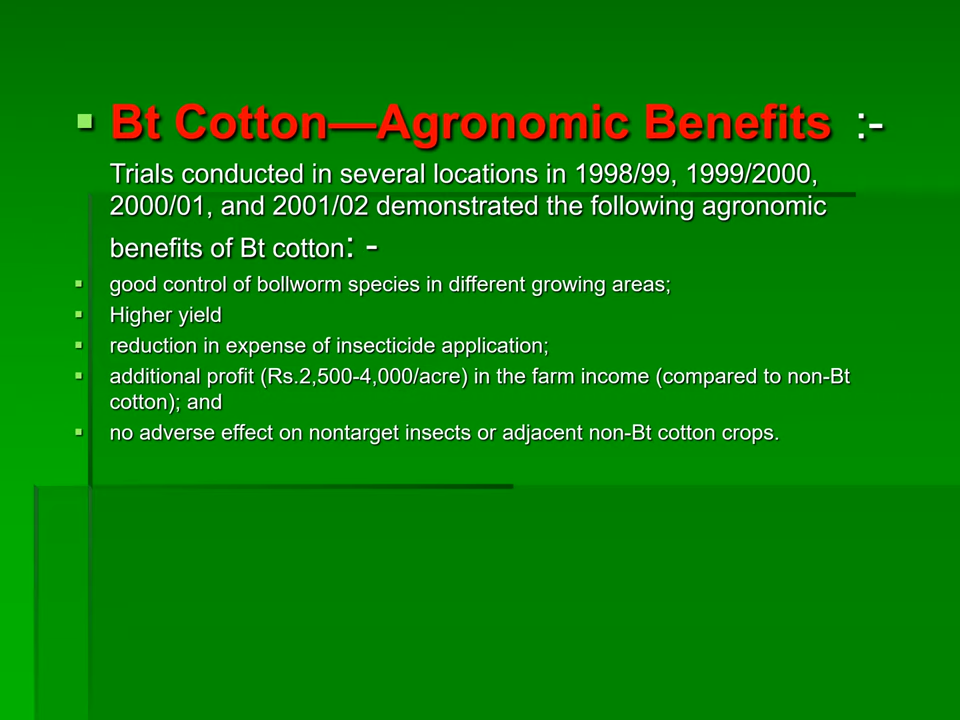 ▪ Bt Cotton—Agronomic Benefits :-
Trials conducted in several locations in 1998/99, 1999/2000,
2000/01, and 2001/02 demonstrated the following agronomic
benefits of Bt cotton: -
▪ good control of bollworm species in different growing areas;
▪ Higher yield
▪ reduction in expense of insecticide application;
▪ additional profit (Rs.2,500-4,000/acre) in the farm income (compared to non-Bt
cotton); and
▪ no adverse effect on nontarget insects or adjacent non-Bt cotton crops.